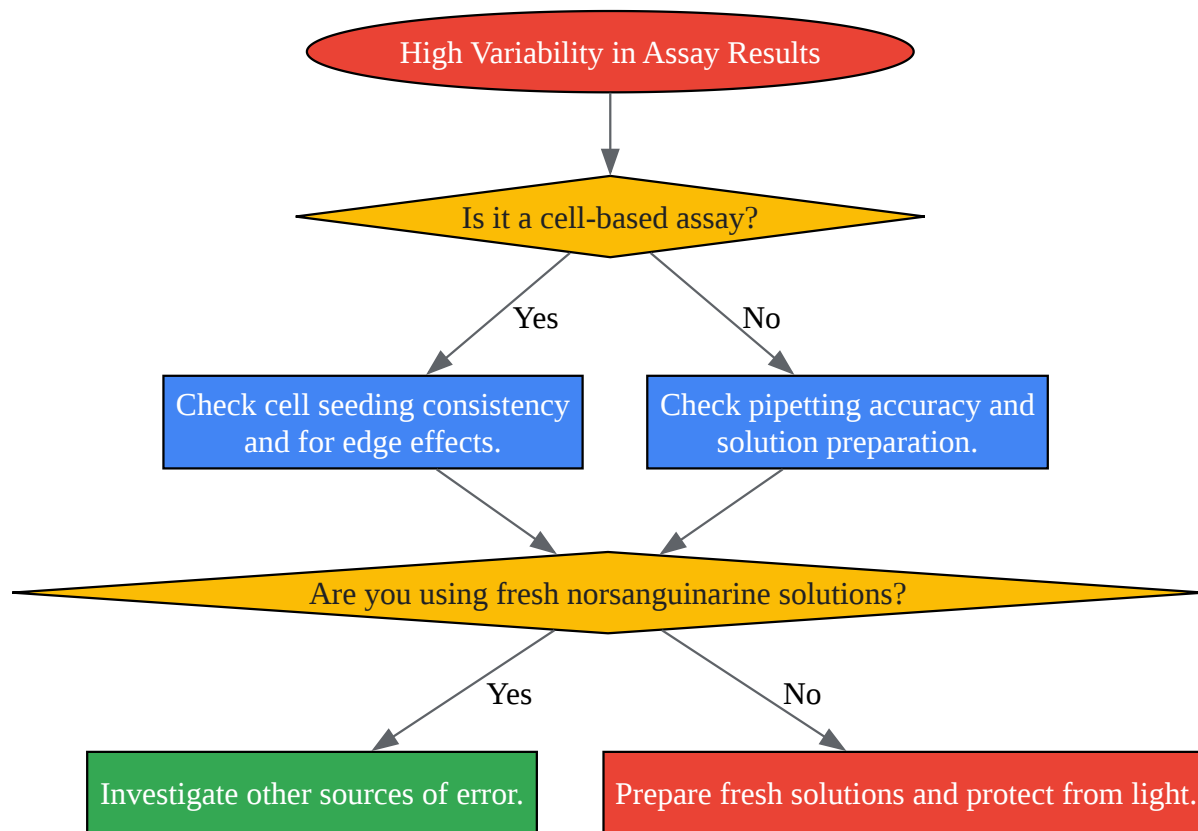 High Variability in Assay Results
Is it a cell-based assay?
Yes
No
Check cell seeding consistency
and for edge effects.
Check pipetting accuracy and
solution preparation.
Are you using fresh norsanguinarine solutions?
Yes
No
Investigate other sources of error.
Prepare fresh solutions and protect from light.